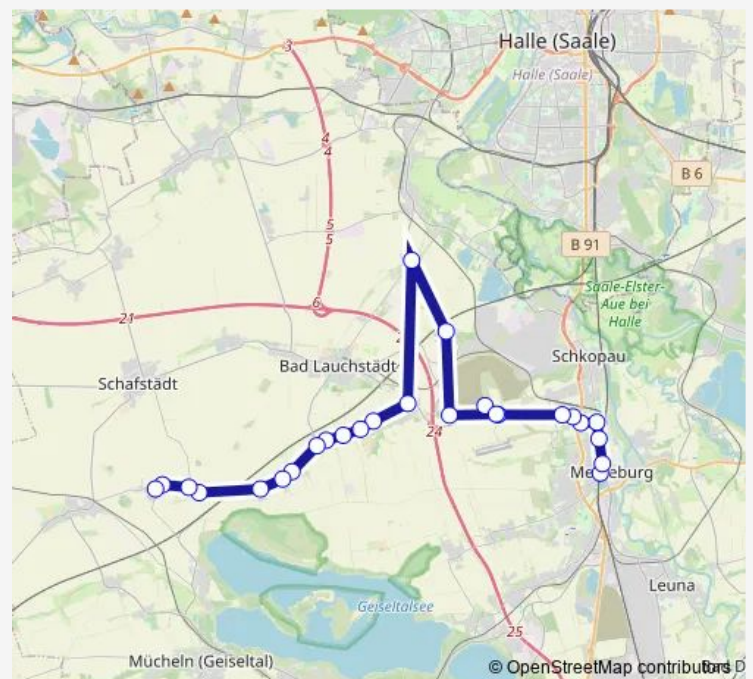 Halle (Saale)
Halle (Saale)
3
4
4
B 6
5
5
B 91
6
21
Saale-Elster-
Aue bei
Halle
Schkopau
Bad Lauchstädt
Schafstädt
24
Leuna
Geiseltalsee
25
Mücheln (Geiseltal)
© OpenStreetMap contributors